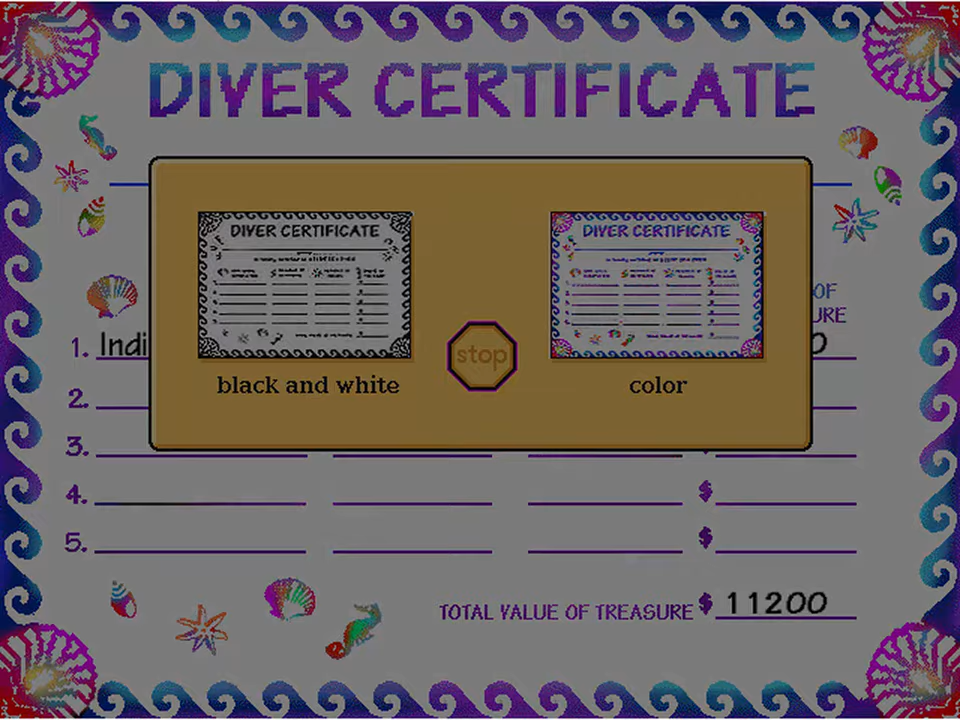 DIVER CERTIFICATE
DIVER CERTIFICATE
DIVER CERTIFICATE
stop
black and white
color
OF
URE
1. Indi
0
2.
3.
4.
$
5.
$
TOTAL VALUE OF TREASURE $ 11200